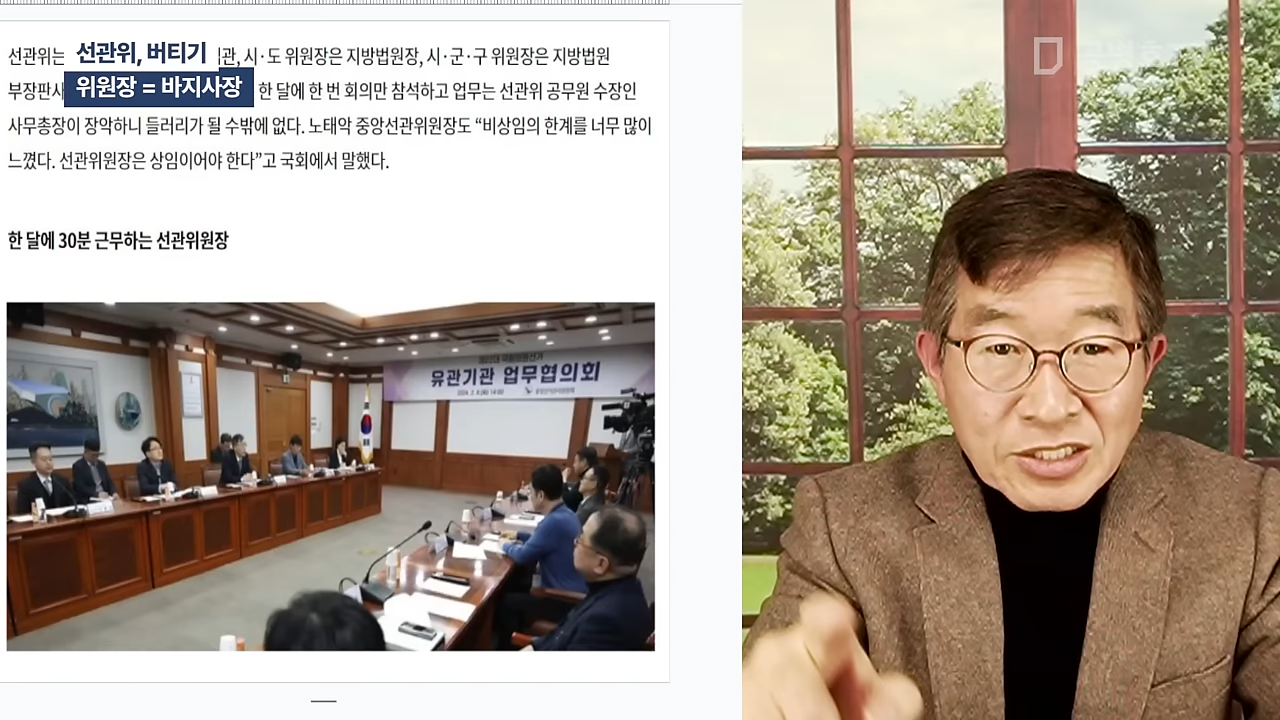 선관위는
선관위, 버티기
관, 시·도 위원장은 지방법원장, 시·군·구 위원장은 지방법원
부장판사
위원장 = 바지사장
한 달에 한 번 회의만 참석하고 업무는 선관위 공무원 수장인
사무총장이 장악하니 들러리가 될 수밖에 없다. 노태악 중앙선관위원장도 “비상임의 한계를 너무 많이
느꼈다. 선관위원장은 상임이어야 한다”고 국회에서 말했다.
한 달에 30분 근무하는 선관위원장
유관기관 업무협의회